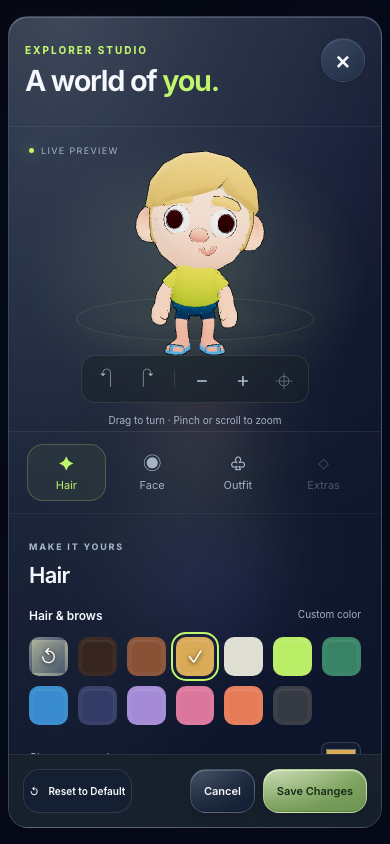 EXPLORER STUDIO
A world of you.
LIVE PREVIEW
Drag to turn · Pinch or scroll to zoom
Hair
Face
Outfit
Extras
MAKE IT YOURS
Hair
Hair & brows
Custom color
Reset to Default
Cancel
Save Changes